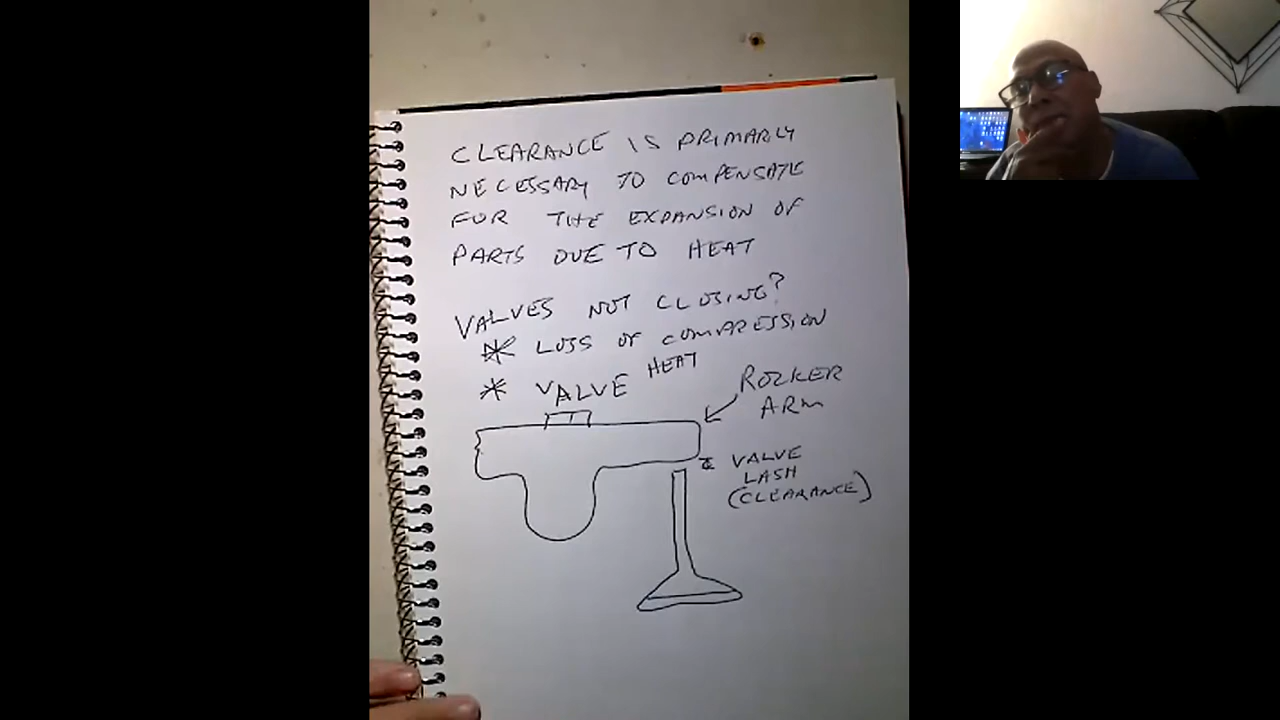 CLEARANCE IS PRIMARLY
NECESSARY TO COMPENSATE
FOR THE EXPANSION OF
PARTS DUE TO HEAT
VALVES NOT CLOSING?
* LOSS OF COMPRESSION
* VALVE HEAT
ROCKER
ARM
VALVE
LASH
(CLEARANCE)